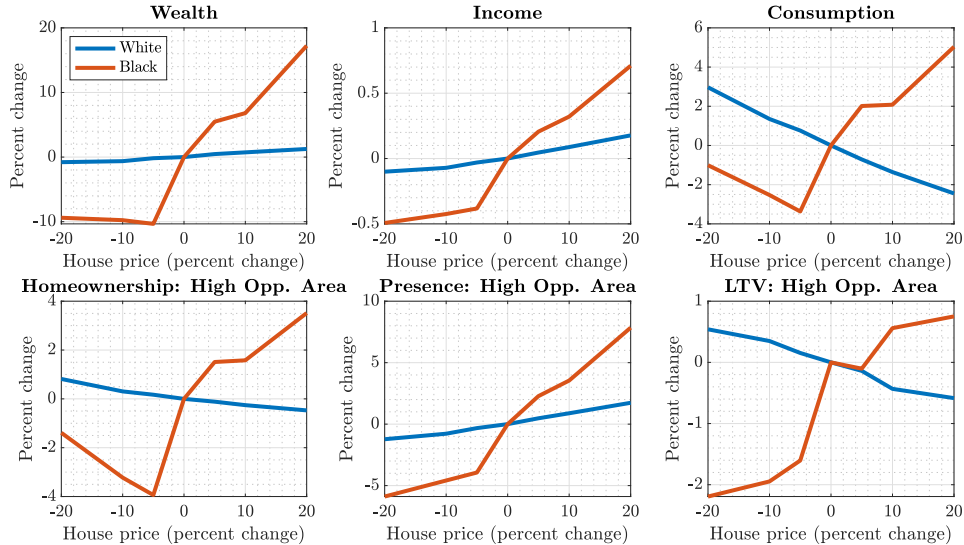 Wealth
20
10
0
-10
Percent change
White
Black
-20
-10
0
10
20
House price (percent change)
Income
1
0.5
0
-0.5
Percent change
-20
-10
0
10
20
House price (percent change)
Consumption
6
4
2
0
-2
-4
Percent change
-20
-10
0
10
20
House price (percent change)
Homeownership: High Opp. Area
4
2
0
-2
-4
Percent change
-20
-10
0
10
20
House price (percent change)
Presence: High Opp. Area
10
5
0
-5
Percent change
-20
-10
0
10
20
House price (percent change)
LTV: High Opp. Area
1
0
-1
-2
Percent change
-20
-10
0
10
20
House price (percent change)